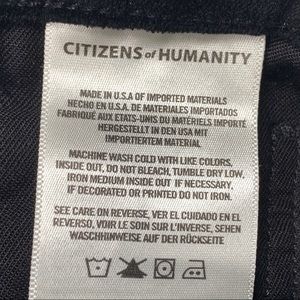 CITIZENS of HUMANITY
MADE IN U.S.A OF IMPORTED MATERIALS
HECHO EN U.S.A. DE MATERIALES IMPORTADOS
FABRIQUÉ AUX ETATS-UNIS DU MATÉRIELS IMPORTÉ
HERGESTELLT IN DEN USA MIT
IMPORTIERTEM MATERIAL
MACHINE WASH COLD WITH LIKE COLORS,
INSIDE OUT, DO NOT BLEACH, TUMBLE DRY LOW.
IRON MEDIUM INSIDE OUT IF NECESSARY,
IF DECORATED OR PRINTED DO NOT IRON.
SEE CARE ON REVERSE, VER EL CUIDADO EN EL
REVERSO, VOIR LE SOIN SUR L'INVERSE, SEHEN
WASCHHINWEISE AUF DER RÜCKSEITE